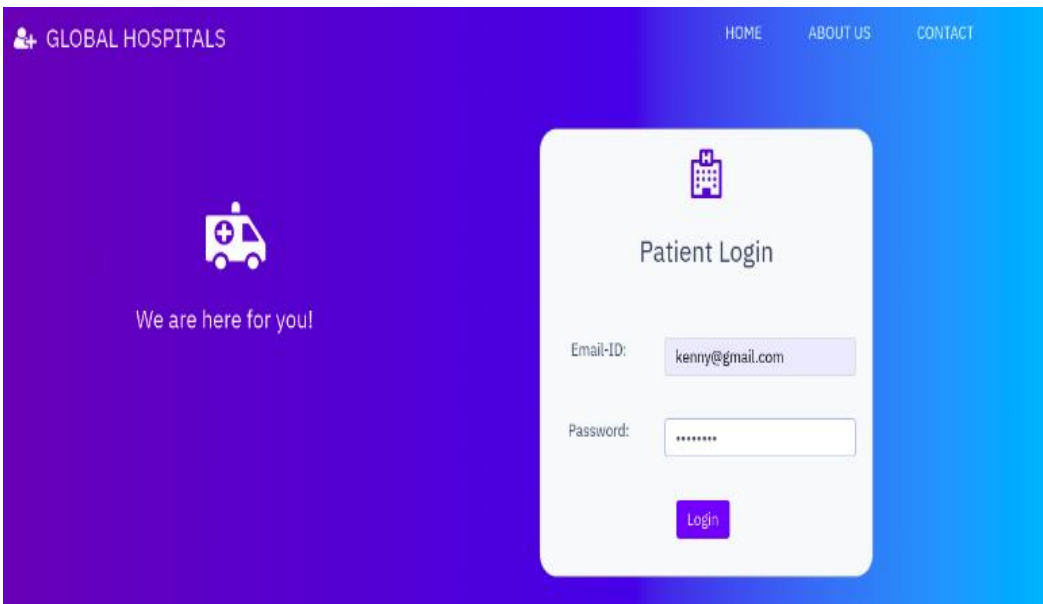 GLOBAL HOSPITALS
HOME ABOUT US CONTACT
We are here for you!
Patient Login
Email-ID: kenny@gmail.com
Password: ••••••••
Login